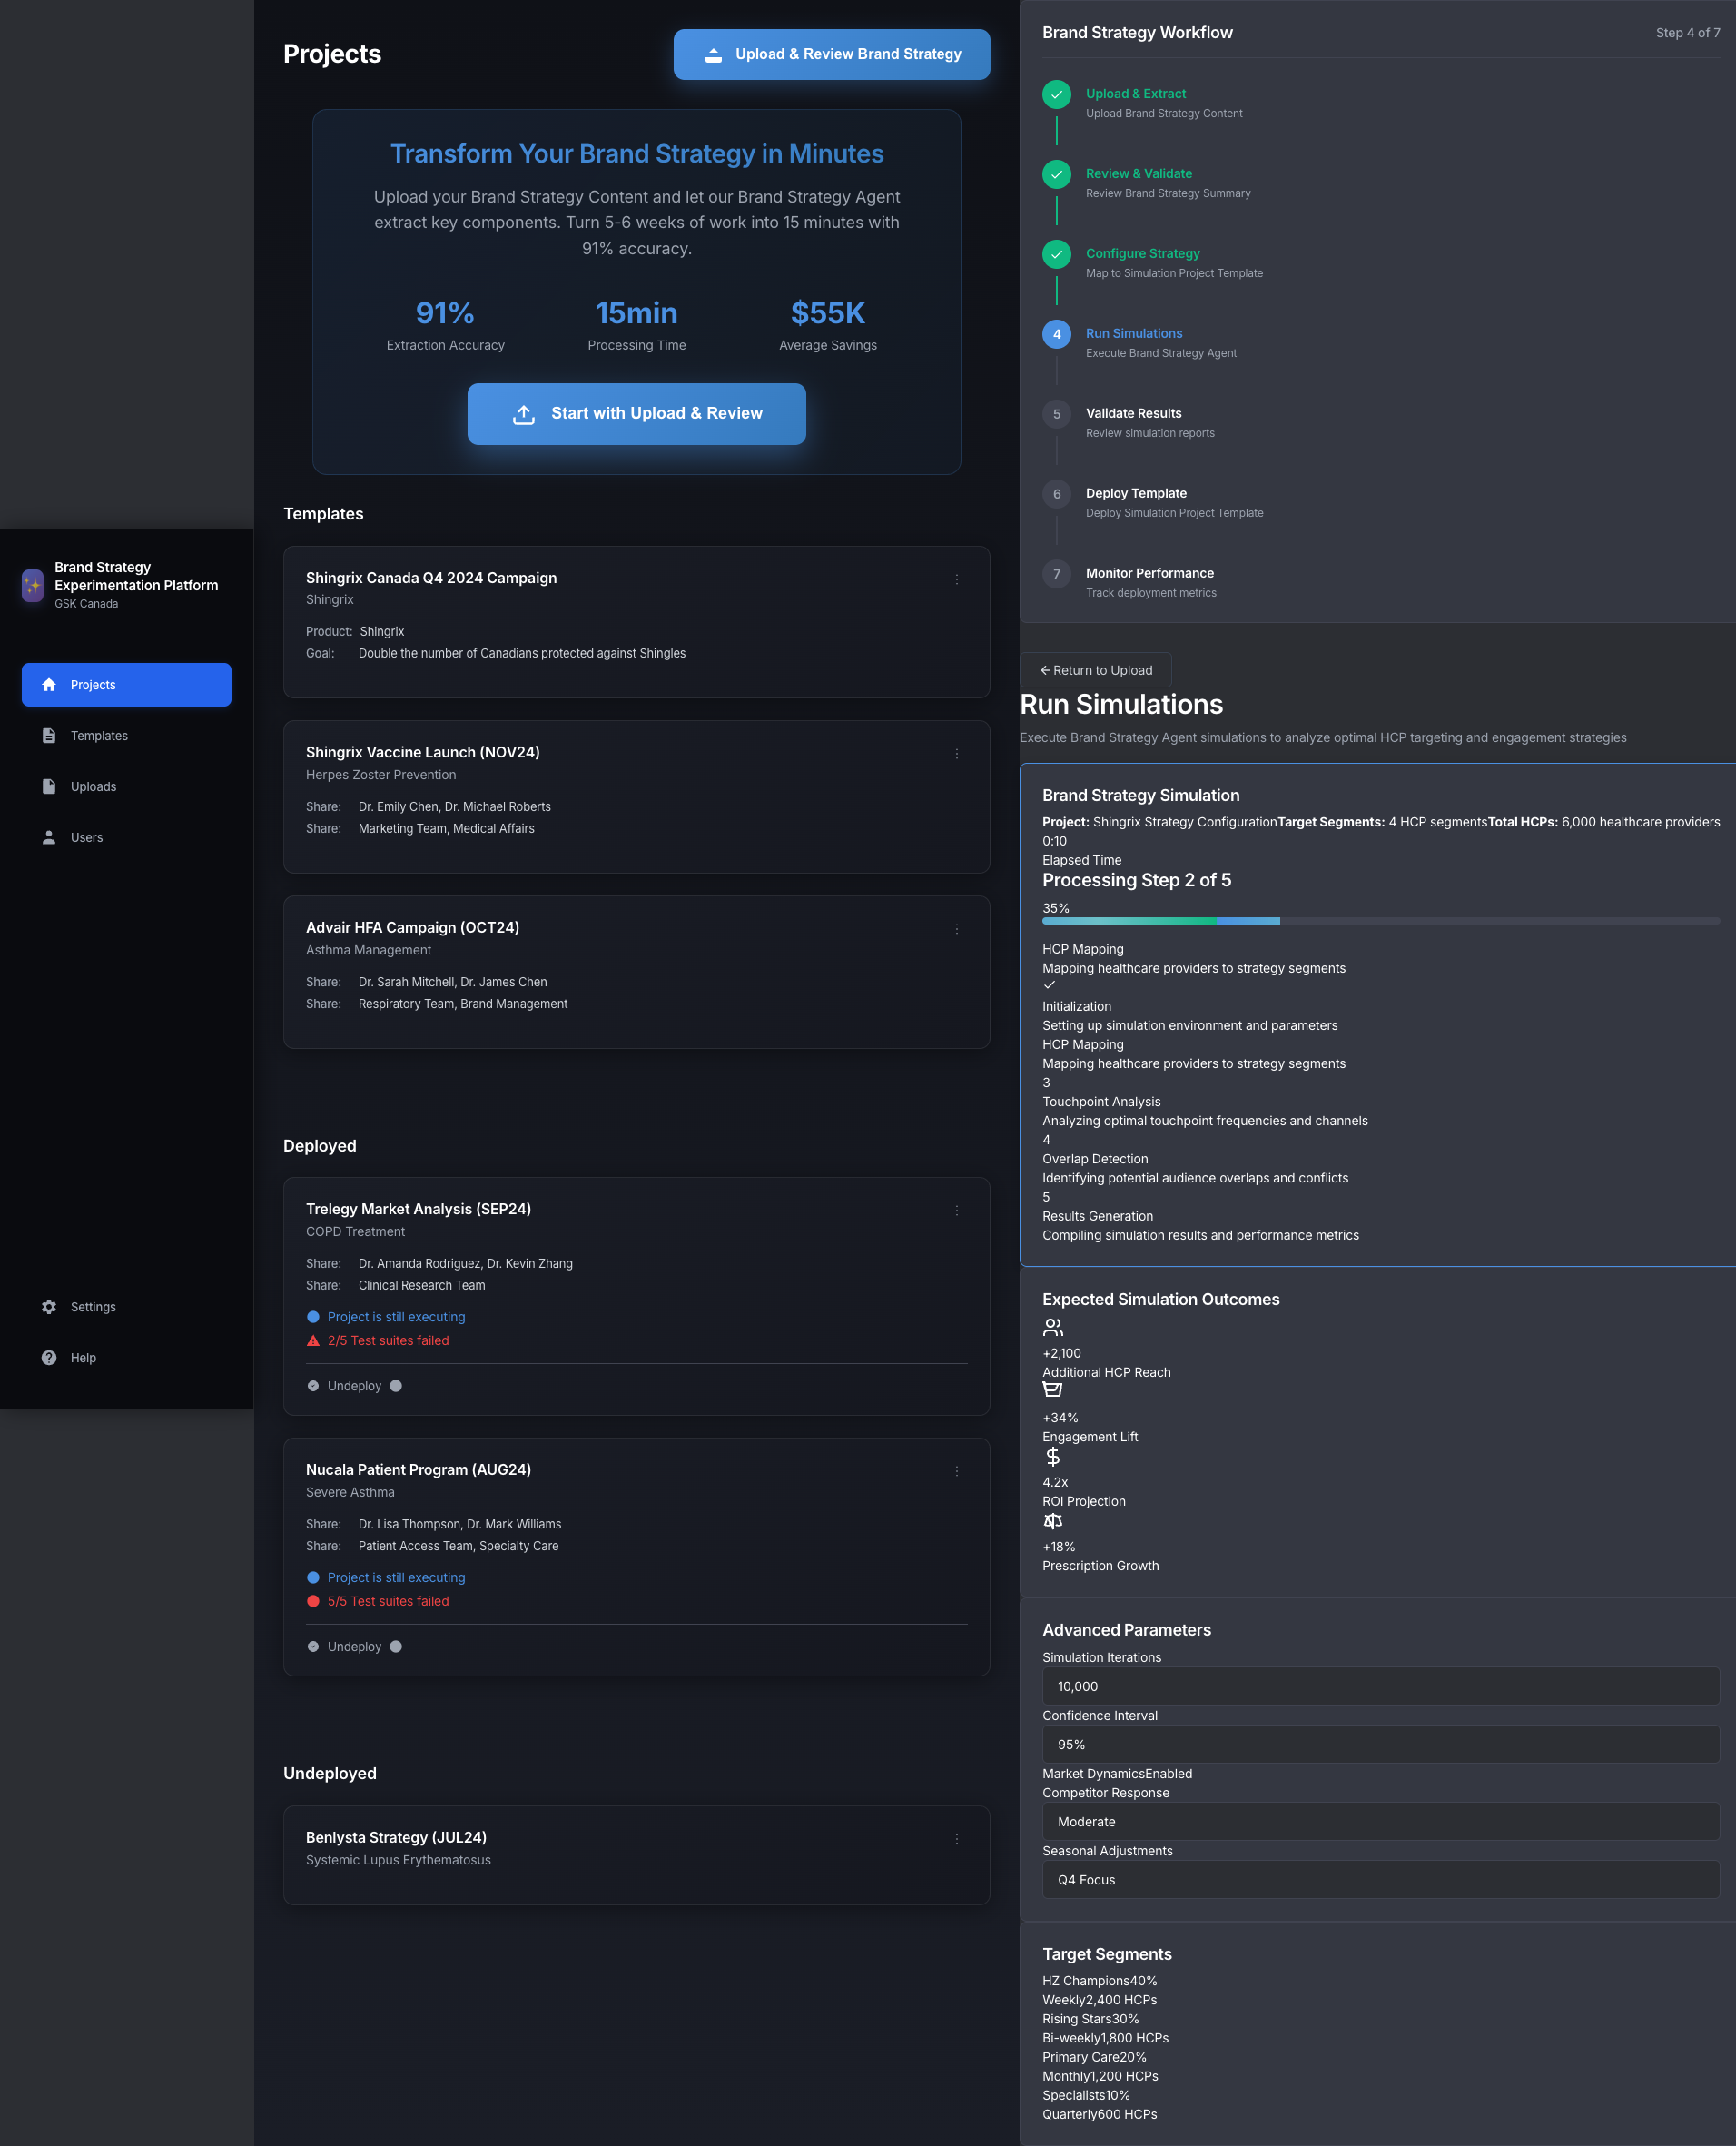 Brand Strategy
Experimentation Platform
GSK Canada
Projects
Templates
Uploads
Users
Settings
Help
Projects
Upload & Review Brand Strategy
Transform Your Brand Strategy in Minutes
Upload your Brand Strategy Content and let our Brand Strategy Agent
extract key components. Turn 5-6 weeks of work into 15 minutes with
91% accuracy.
91%
Extraction Accuracy
15min
Processing Time
$55K
Average Savings
Start with Upload & Review
Templates
Shingrix Canada Q4 2024 Campaign
Shingrix
Product: Shingrix
Goal: Double the number of Canadians protected against Shingles
Shingrix Vaccine Launch (NOV24)
Herpes Zoster Prevention
Share: Dr. Emily Chen, Dr. Michael Roberts
Share: Marketing Team, Medical Affairs
Advair HFA Campaign (OCT24)
Asthma Management
Share: Dr. Sarah Mitchell, Dr. James Chen
Share: Respiratory Team, Brand Management
Deployed
Trelegy Market Analysis (SEP24)
COPD Treatment
Share: Dr. Amanda Rodriguez, Dr. Kevin Zhang
Share: Clinical Research Team
Project is still executing
2/5 Test suites failed
Undeploy
Nucala Patient Program (AUG24)
Severe Asthma
Share: Dr. Lisa Thompson, Dr. Mark Williams
Share: Patient Access Team, Specialty Care
Project is still executing
5/5 Test suites failed
Undeploy
Undeployed
Benlysta Strategy (JUL24)
Systemic Lupus Erythematosus
Brand Strategy Workflow
Step 4 of 7
Upload & Extract
Upload Brand Strategy Content
Review & Validate
Review Brand Strategy Summary
Configure Strategy
Map to Simulation Project Template
4
Run Simulations
Execute Brand Strategy Agent
5
Validate Results
Review simulation reports
6
Deploy Template
Deploy Simulation Project Template
7
Monitor Performance
Track deployment metrics
Return to Upload
Run Simulations
Execute Brand Strategy Agent simulations to analyze optimal HCP targeting and engagement strategies
Brand Strategy Simulation
Project: Shingrix Strategy ConfigurationTarget Segments: 4 HCP segmentsTotal HCPs: 6,000 healthcare providers
0:10
Elapsed Time
Processing Step 2 of 5
35%
HCP Mapping
Mapping healthcare providers to strategy segments
Initialization
Setting up simulation environment and parameters
HCP Mapping
Mapping healthcare providers to strategy segments
3
Touchpoint Analysis
Analyzing optimal touchpoint frequencies and channels
4
Overlap Detection
Identifying potential audience overlaps and conflicts
5
Results Generation
Compiling simulation results and performance metrics
Expected Simulation Outcomes
+2,100
Additional HCP Reach
+34%
Engagement Lift
4.2x
ROI Projection
+18%
Prescription Growth
Advanced Parameters
Simulation Iterations
10,000
Confidence Interval
95%
Market DynamicsEnabled
Competitor Response
Moderate
Seasonal Adjustments
Q4 Focus
Target Segments
HZ Champions40%
Weekly2,400 HCPs
Rising Stars30%
Bi-weekly1,800 HCPs
Primary Care20%
Monthly1,200 HCPs
Specialists10%
Quarterly600 HCPs